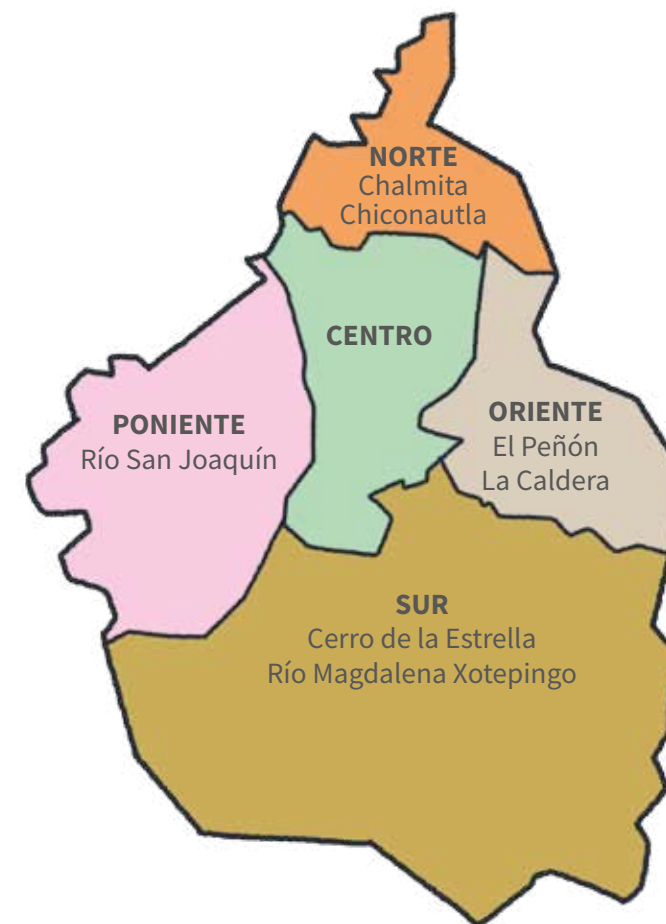 NORTE
Chalmita
Chiconautla
CENTRO
PONIENTE
Río San Joaquín
ORIENTE
El Peñón
La Caldera
SUR
Cerro de la Estrella
Río Magdalena Xotepingo